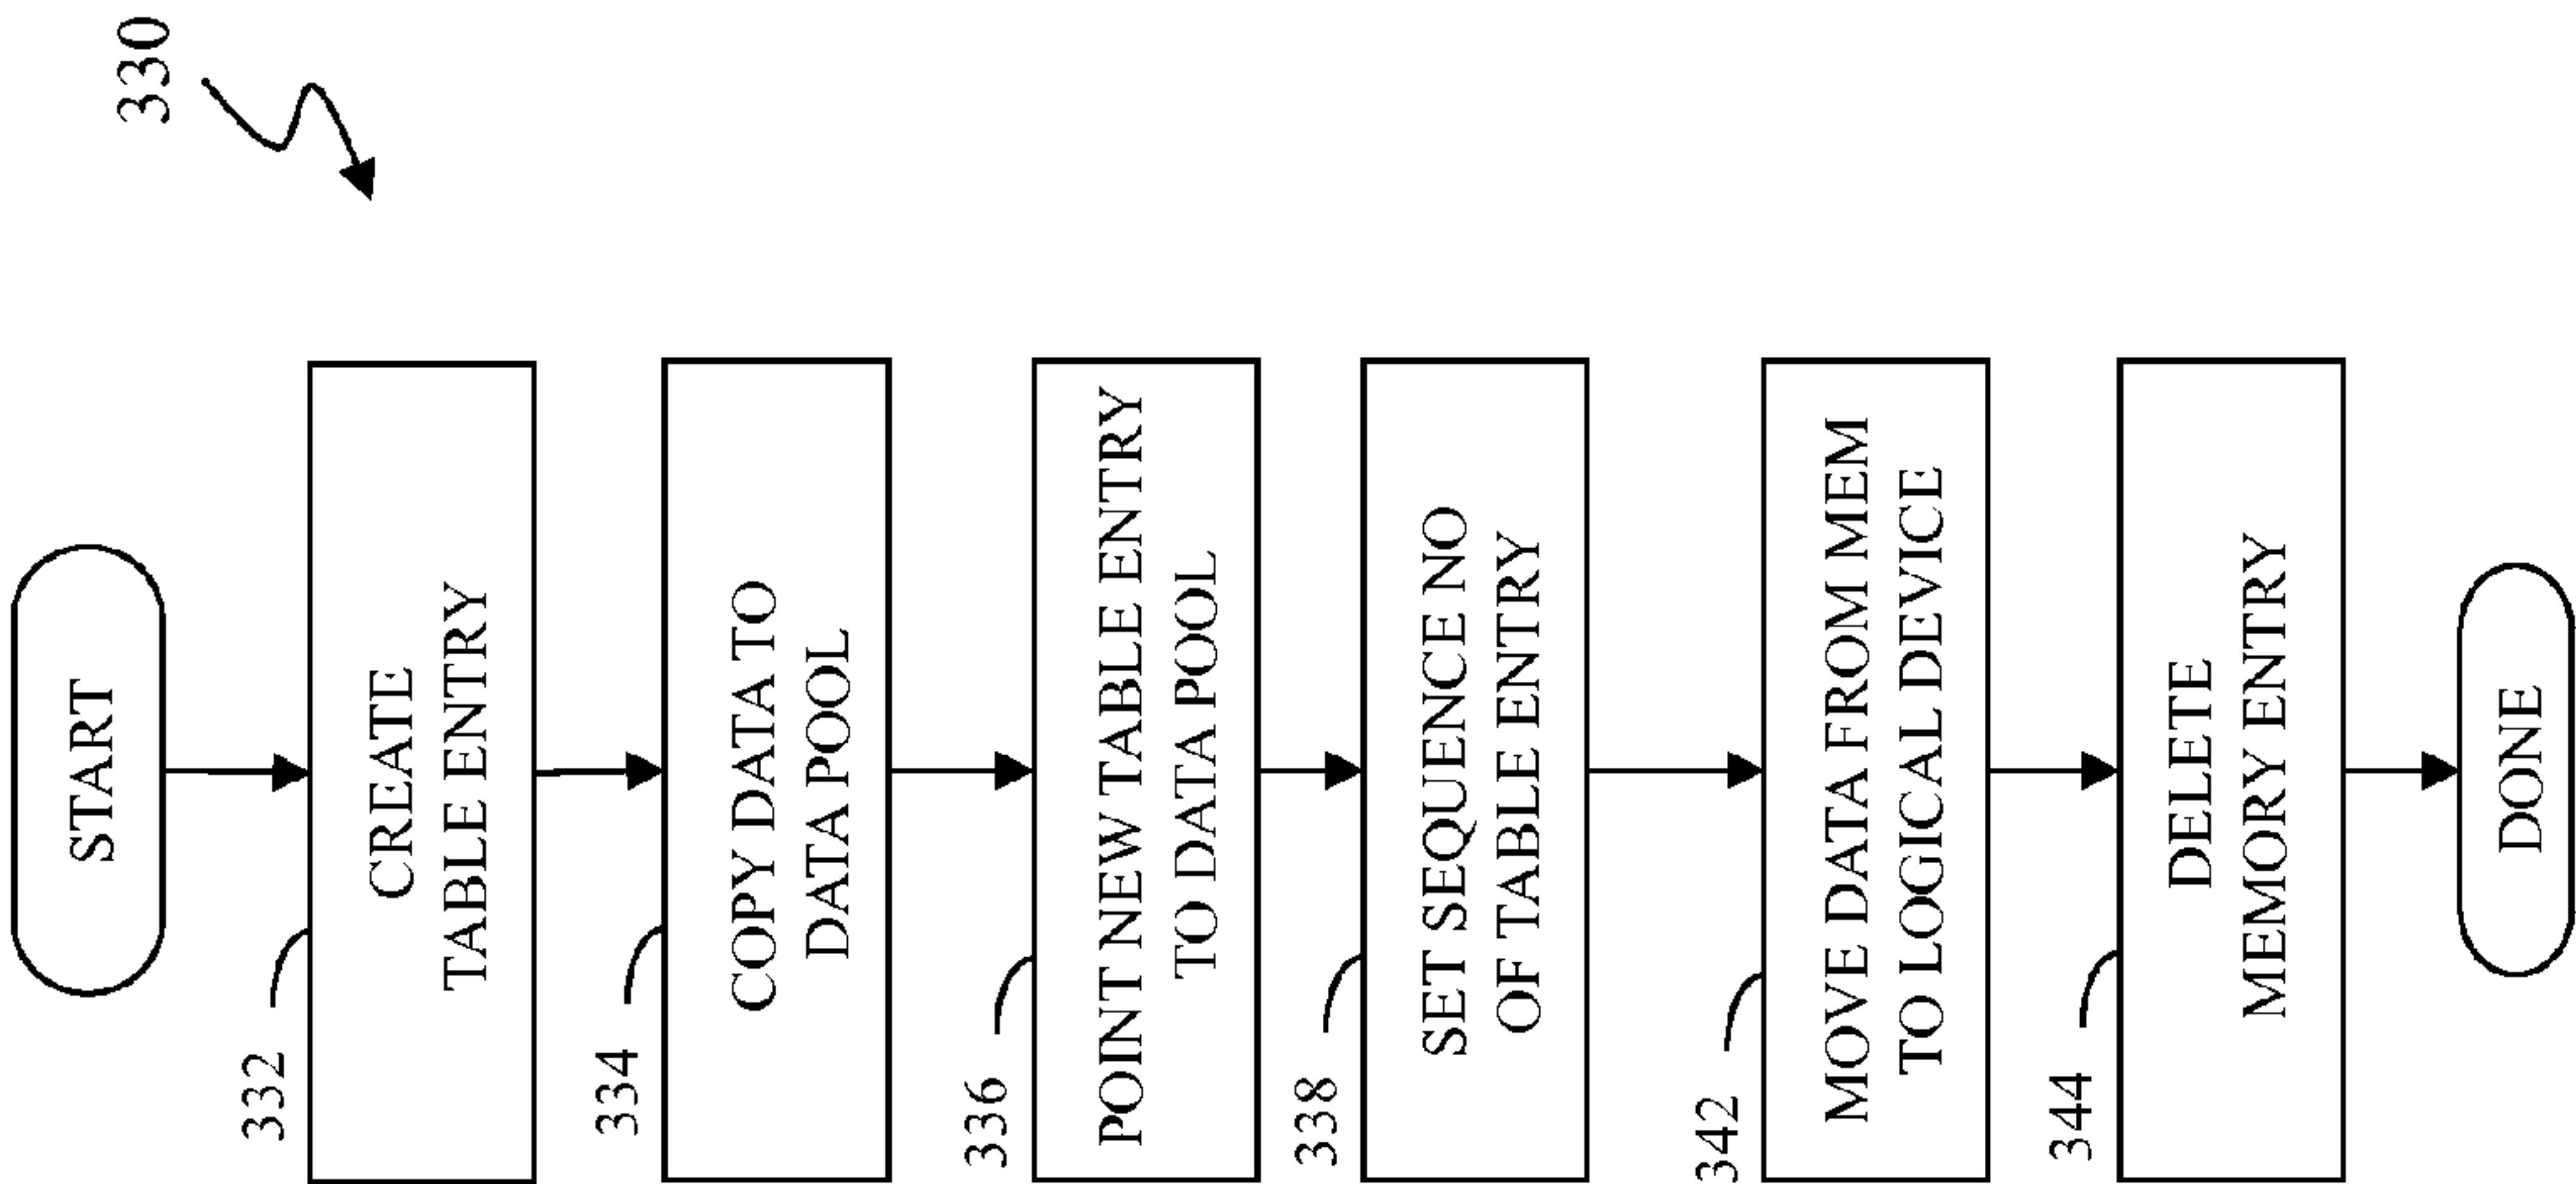 330
START
332
CREATE
TABLE ENTRY
334
COPY DATA TO
DATA POOL
336
POINT NEW TABLE ENTRY
TO DATA POOL
338
SET SEQUENCE NO
OF TABLE ENTRY
342
MOVE DATA FROM MEM
TO LOGICAL DEVICE
344
DELETE
MEMORY ENTRY
DONE